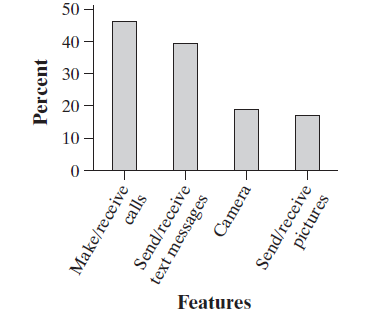 Percent
50
40
30
20
10
0
Make/receive
calls
Send/receive
text messages
Camera
Send/receive
pictures
Features